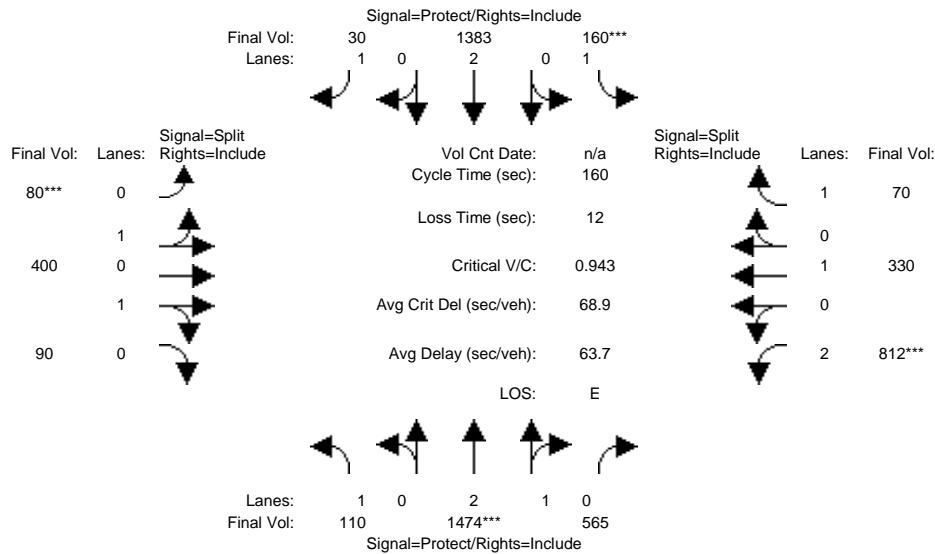 Signal=Protect/Rights=Include
Final Vol: 30 1383 160***
Lanes: 1 0 2 0 1
Signal=Split
Final Vol: Lanes: Rights=Include
Vol Cnt Date: n/a
Signal=Split
Rights=Include Lanes: Final Vol:
Cycle Time (sec): 160
80*** 0
1 70
Loss Time (sec): 12
1
0
400 0
Critical V/C: 0.943
1 330
1
Avg Crit Del (sec/veh): 68.9
0
90 0
Avg Delay (sec/veh): 63.7
2 812***
LOS: E
Lanes: 1 0 2 1 0
Final Vol: 110 1474*** 565
Signal=Protect/Rights=Include